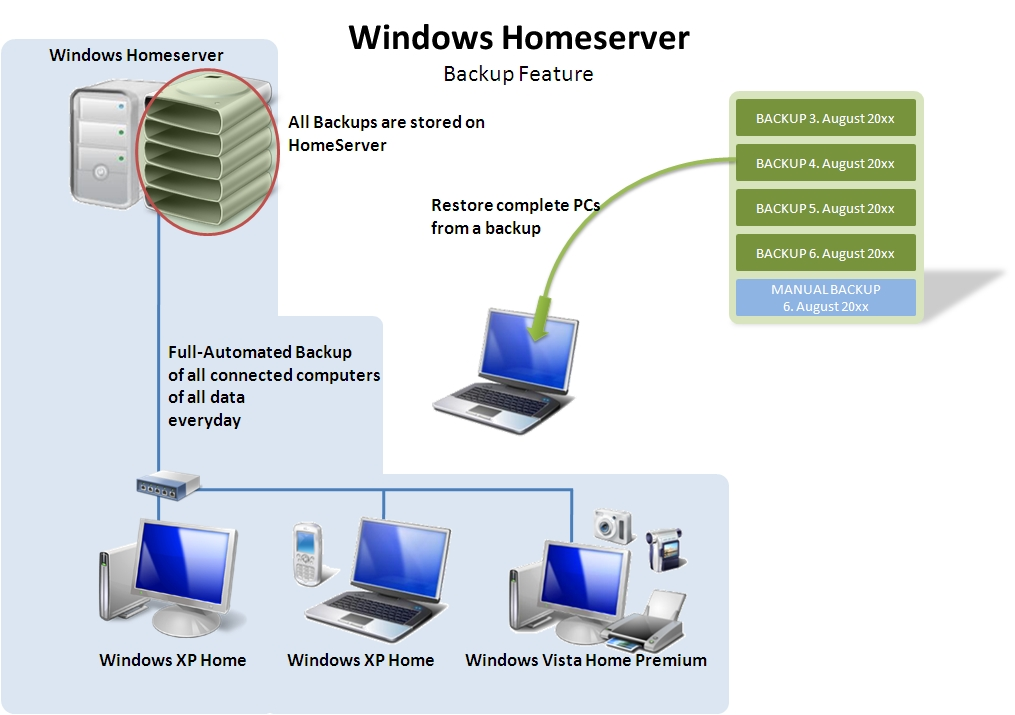 Windows Homeserver
Backup Feature
Windows Homeserver
All Backups are stored on
HomeServer
BACKUP 3. August 20xx
BACKUP 4. August 20xx
BACKUP 5. August 20xx
BACKUP 6. August 20xx
MANUAL BACKUP
6. August 20xx
Restore complete PCs
from a backup
Full-Automated Backup
of all connected computers
of all data
everyday
Windows XP Home
Windows XP Home
Windows Vista Home Premium